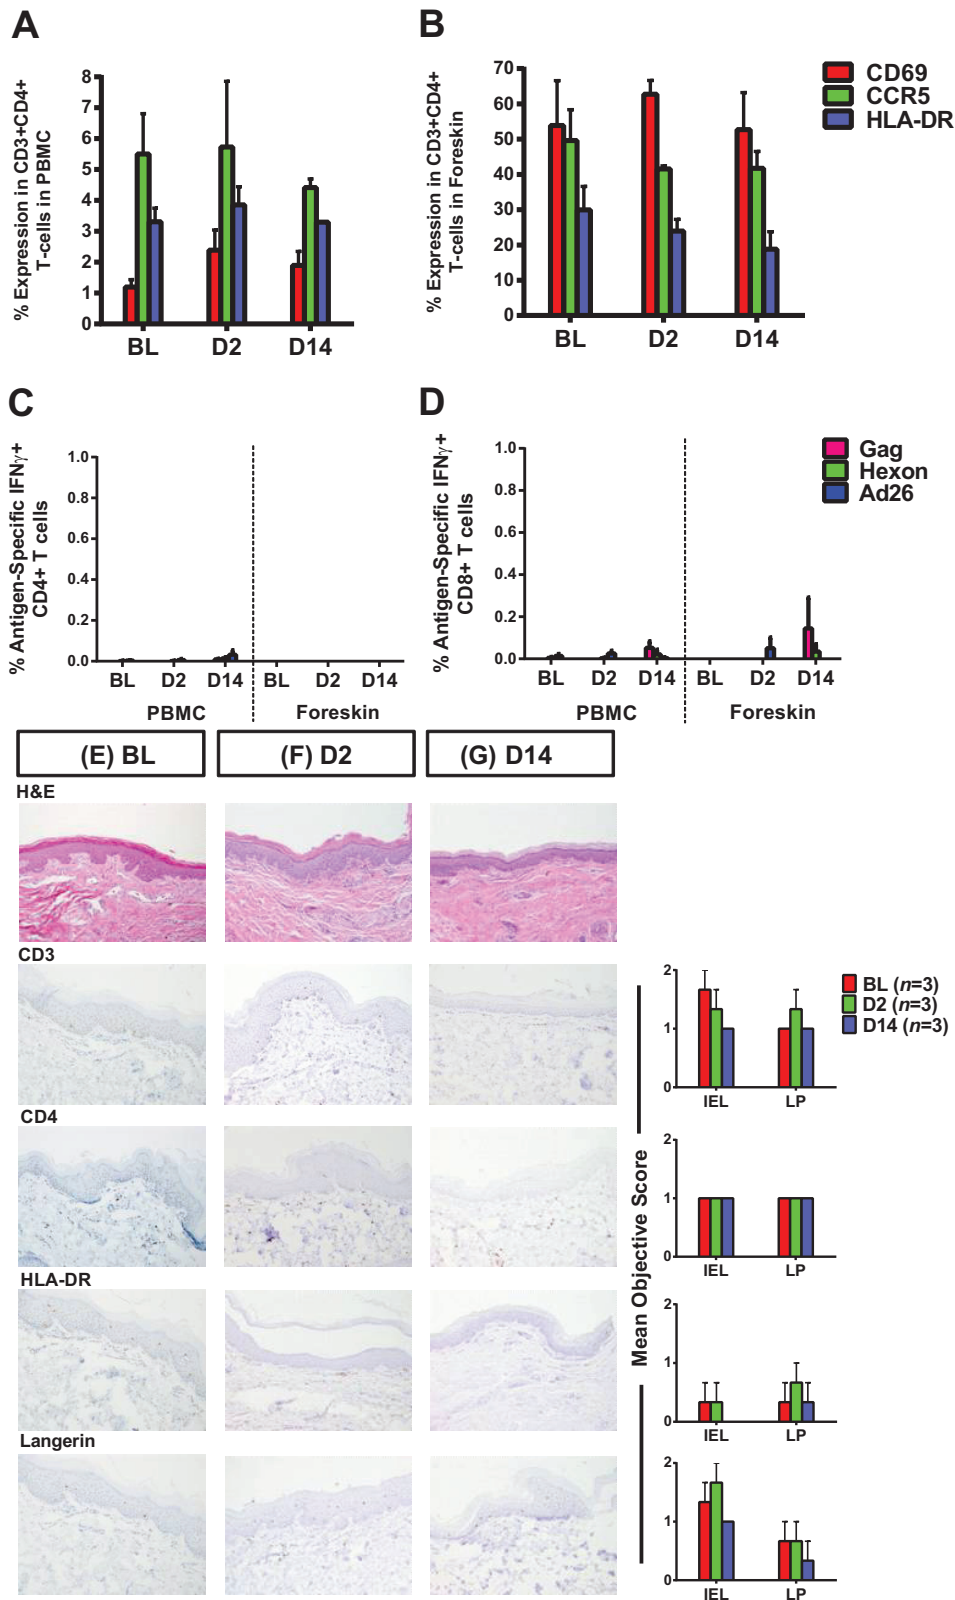 A
% Expression in CD3+CD4+
T-cells in PBMC
8
7
6
5
4
3
2
1
0
BL D2 D14
B
% Expression in CD3+CD4+
T-cells in Foreskin
70
60
50
40
30
20
10
0
BL D2 D14
CD69
CCR5
HLA-DR
C
% Antigen-Specific IFNγ+
CD4+ T cells
1.0
0.8
0.6
0.4
0.2
0.0
BL D2 D14 BL D2 D14
PBMC Foreskin
D
% Antigen-Specific IFNγ+
CD8+ T cells
1.0
0.8
0.6
0.4
0.2
0.0
BL D2 D14 BL D2 D14
PBMC Foreskin
Gag
Hexon
Ad26
(E) BL (F) D2 (G) D14
H&E
CD3
CD4
HLA-DR
Langerin
Mean Objective Score
2
1
0
IEL LP
BL (n=3)
D2 (n=3)
D14 (n=3)
2
1
0
IEL LP
2
1
0
IEL LP
2
1
0
IEL LP